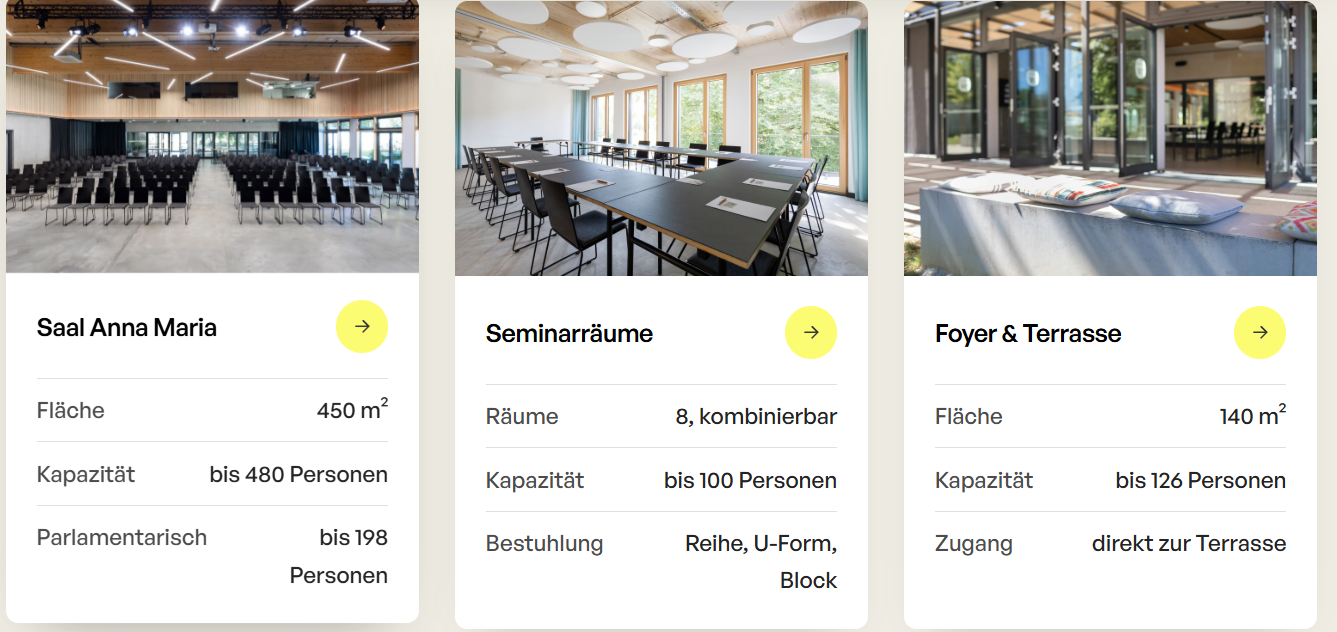 Saal Anna Maria
Fläche 450 m²
Kapazität bis 480 Personen
Parlamentarisch bis 198
Personen
Seminarräume
Räume 8, kombinierbar
Kapazität bis 100 Personen
Bestuhlung Reihe, U-Form,
Block
Foyer & Terrasse
Fläche 140 m²
Kapazität bis 126 Personen
Zugang direkt zur Terrasse